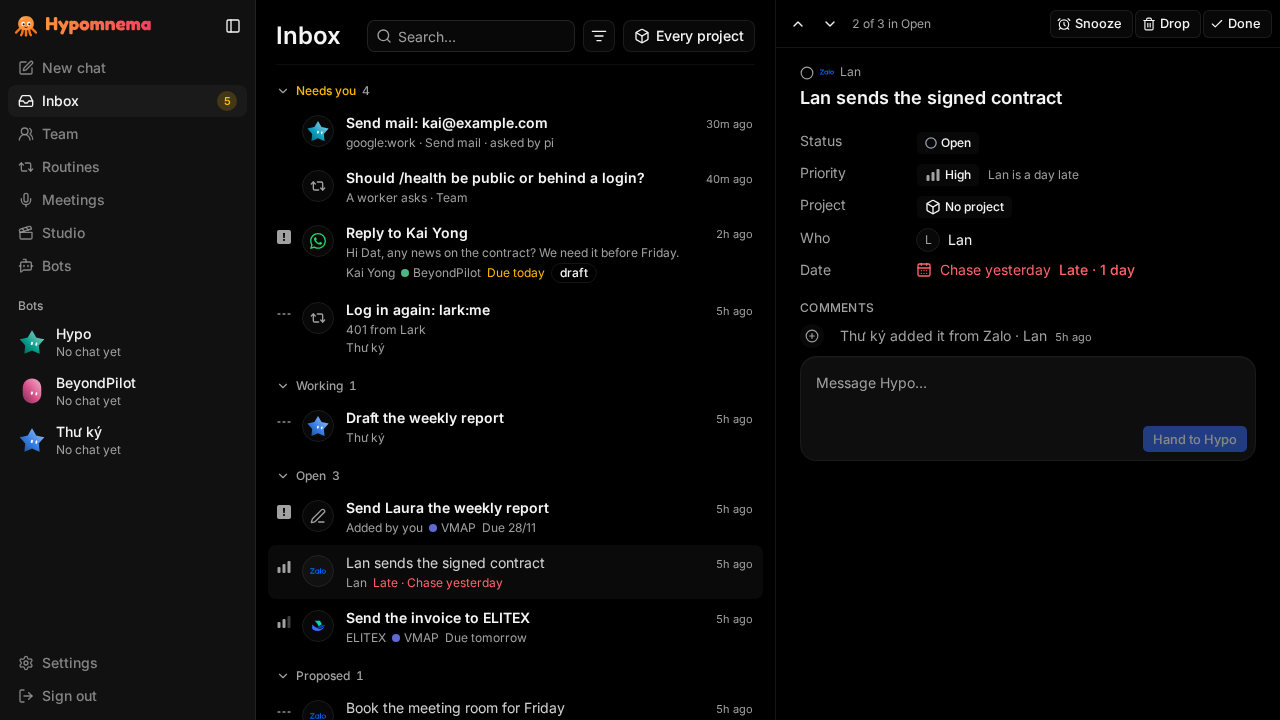 Hypomnema
New chat
Inbox
5
Team
Routines
Meetings
Studio
Bots
Bots
Hypo
No chat yet
BeyondPilot
No chat yet
Thư ký
No chat yet
Settings
Sign out
Inbox
Search...
Every project
Needs you 4
Send mail: kai@example.com
30m ago
google:work · Send mail · asked by pi
Should /health be public or behind a login?
40m ago
A worker asks · Team
Reply to Kai Yong
2h ago
Hi Dat, any news on the contract? We need it before Friday.
Kai Yong BeyondPilot Due today draft
Log in again: lark:me
5h ago
401 from Lark
Thư ký
Working 1
Draft the weekly report
5h ago
Thư ký
Open 3
Send Laura the weekly report
5h ago
Added by you VMAP Due 28/11
Zalo
Lan sends the signed contract
5h ago
Lan Late · Chase yesterday
Send the invoice to ELITEX
5h ago
ELITEX VMAP Due tomorrow
Proposed 1
Zalo
Book the meeting room for Friday
5h ago
2 of 3 in Open
Snooze
Drop
Done
Zalo Lan
Lan sends the signed contract
Status Open
Priority High Lan is a day late
Project No project
Who L Lan
Date Chase yesterday Late · 1 day
COMMENTS
Thư ký added it from Zalo · Lan 5h ago
Message Hypo...
Hand to Hypo